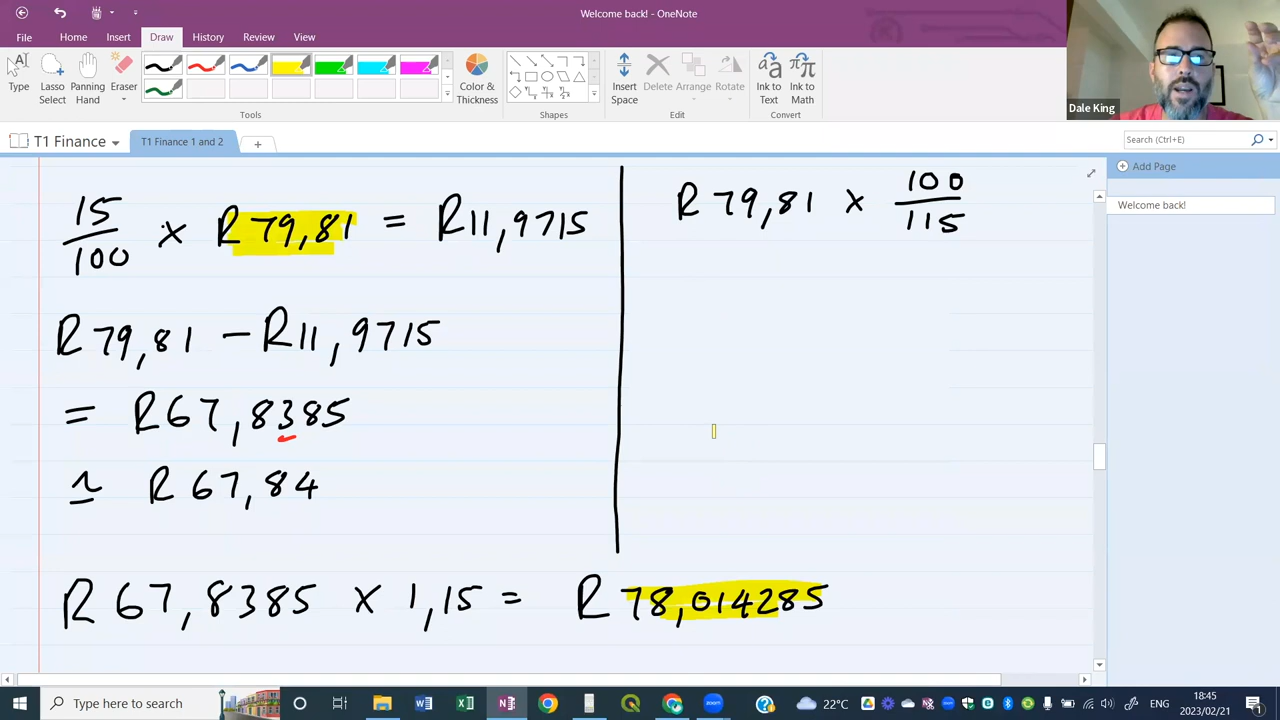 Welcome back! - OneNote
File Home Insert Draw History Review View
Type
Lasso Select
Panning Hand
Eraser
Color & Thickness
Insert Space
Delete
Arrange
Rotate
Ink to Text
Ink to Math
Tools
Shapes
Edit
Convert
Dale King
T1 Finance
T1 Finance 1 and 2
Search (Ctrl+E)
Add Page
Welcome back!
15/100 × R79,81 = R11,9715
R79,81 − R11,9715
= R67,8385
≃ R67,84
R79,81 × 100/115
R67,8385 × 1,15 = R78,014285
Type here to search
22°C
ENG
18:45
2023/02/21